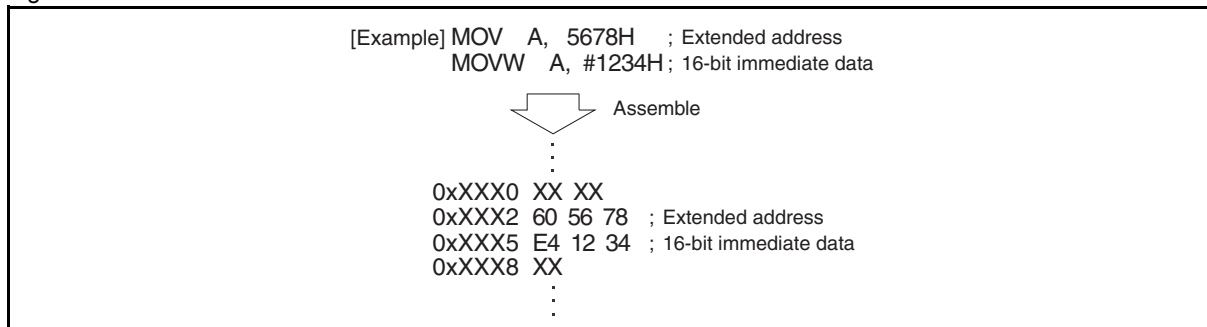 [Example] MOV A, 5678H ; Extended address
MOVW A, #1234H ; 16-bit immediate data
Assemble
0xXXX0 XX XX
0xXXX2 60 56 78 ; Extended address
0xXXX5 E4 12 34 ; 16-bit immediate data
0xXXX8 XX